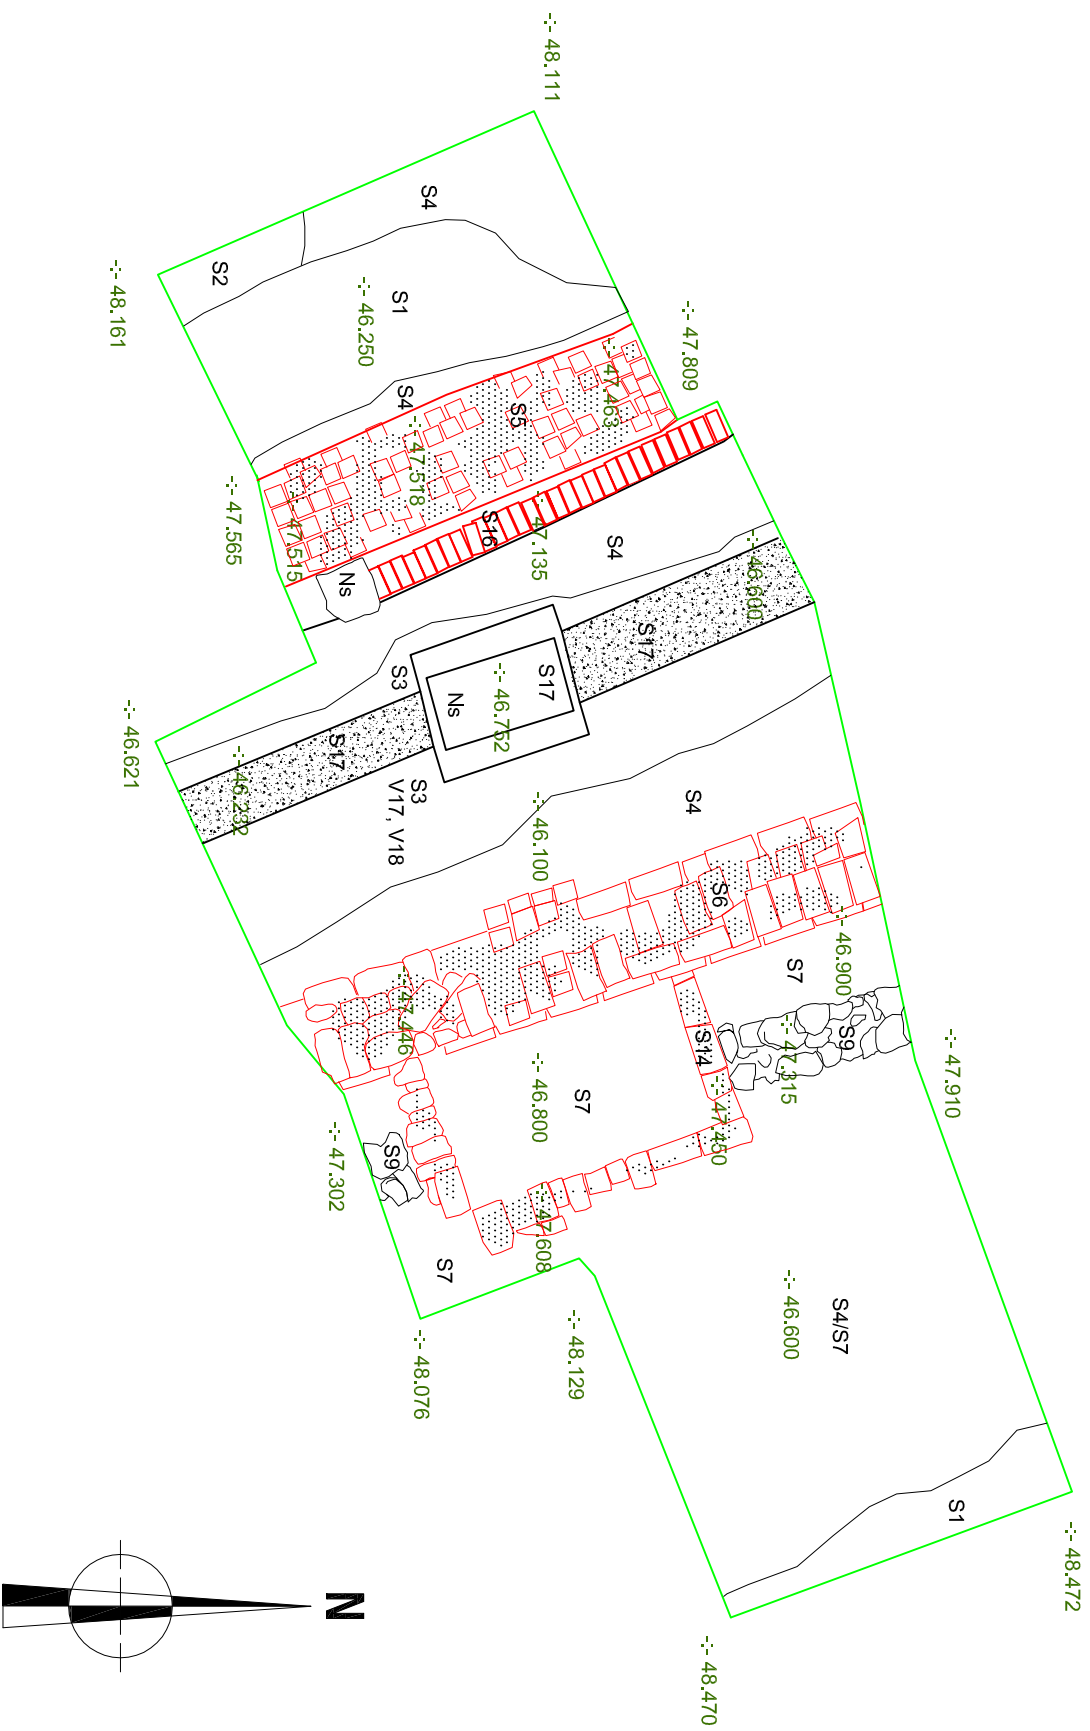 48.111
S4
S2
48.161
S1
46.250
47.809
S4
47.463
S5
47.518
47.565
47.515
S16
47.135
Ns
S4
46.600
S17
S3
S17
46.752
Ns
46.621
S17
46.232
S3
V17, V18
S4
46.100
S6
46.900
S7
47.446
S14
S9
47.315
47.910
46.800
S7
47.450
S9
47.302
47.608
S7
48.076
48.129
46.600
S4/S7
S1
48.472
48.470
N